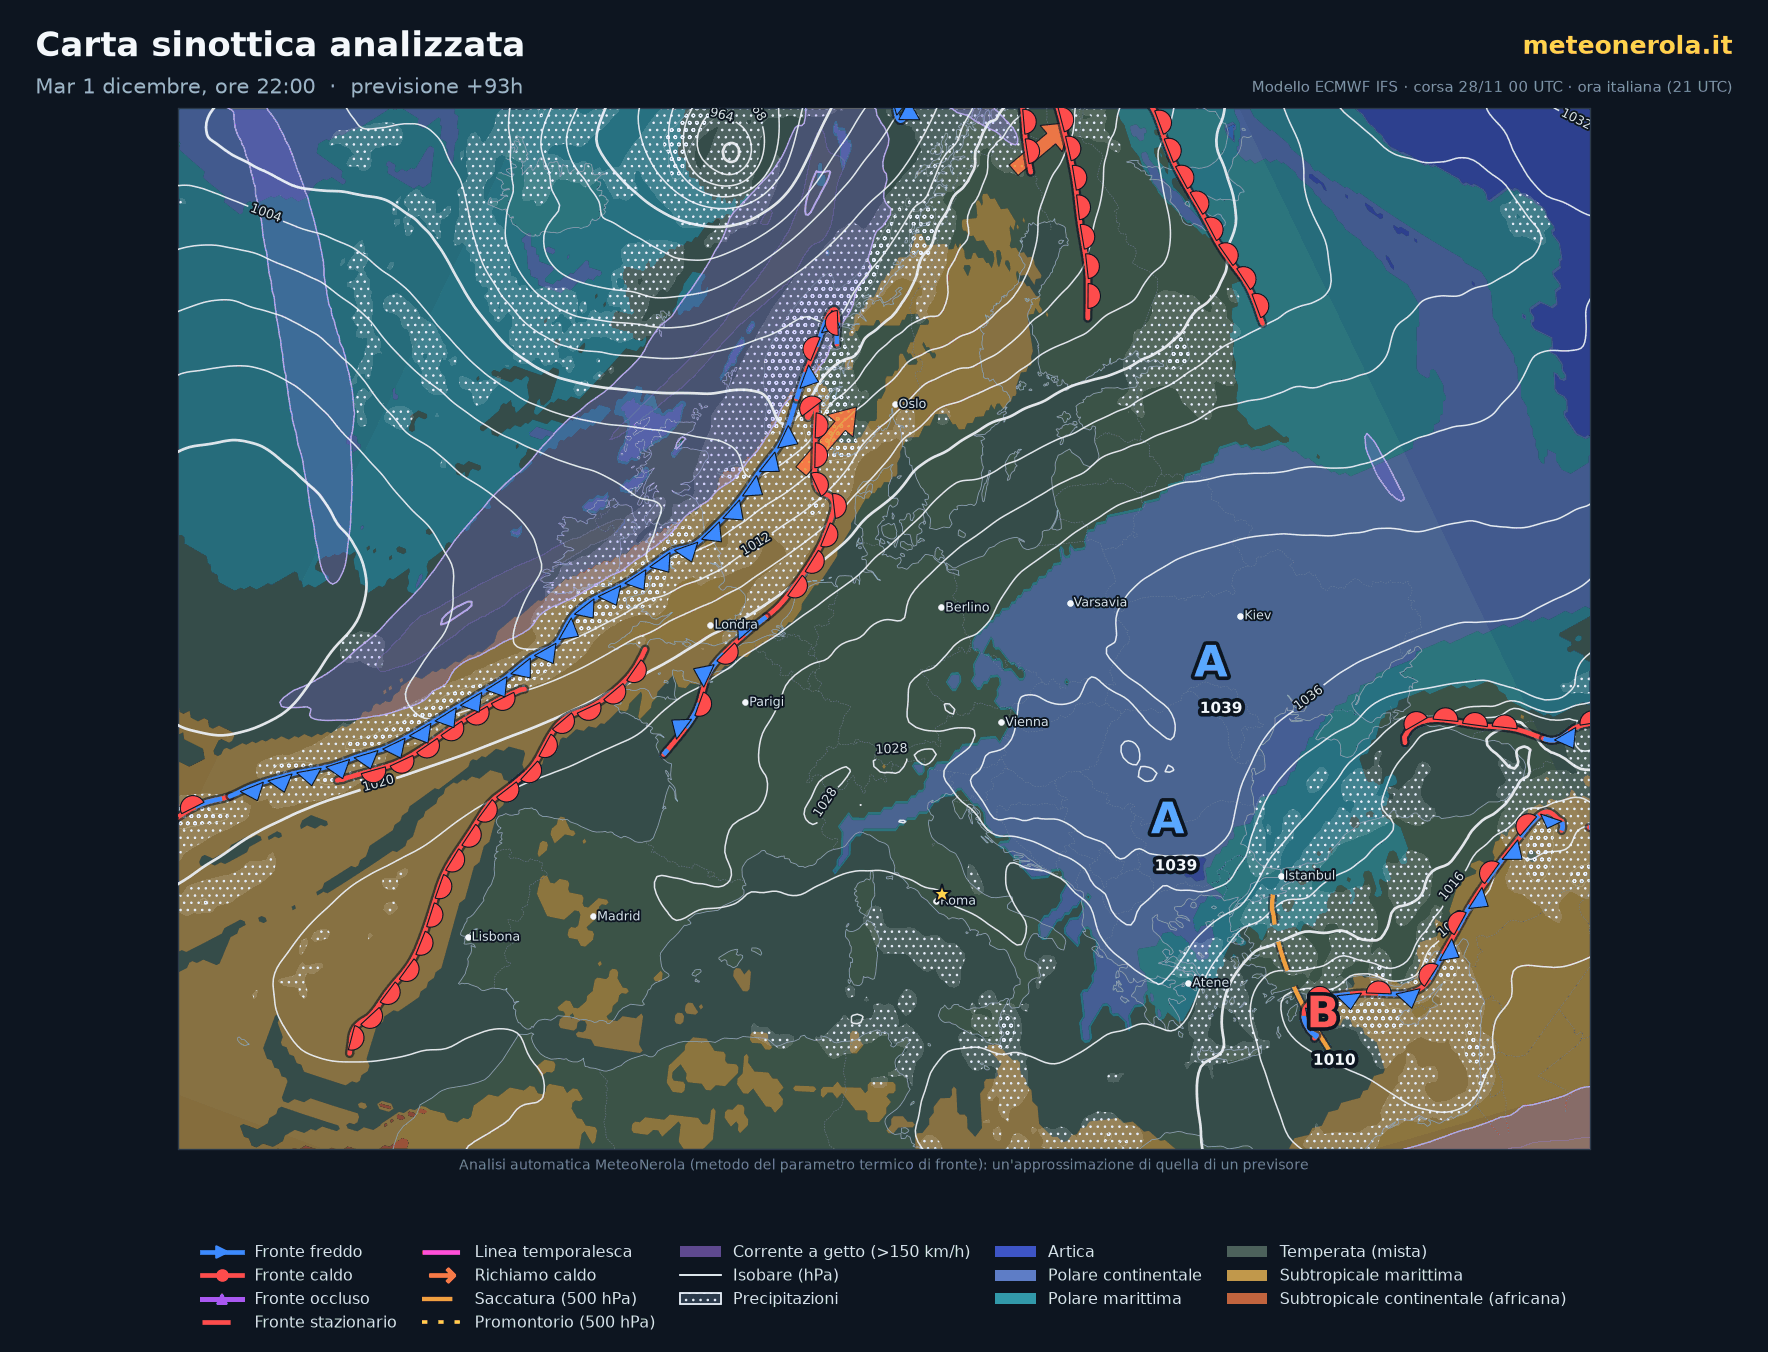 Carta sinottica analizzata
meteonerola.it
Mar 1 dicembre, ore 22:00 · previsione +93h
Modello ECMWF IFS · corsa 28/11 00 UTC · ora italiana (21 UTC)
964
1032
1004
Oslo
1012
Berlino
Varsavia
Kiev
Londra
A
1039
1036
Parigi
Vienna
1028
1020
1028
A
1039
Istanbul
1016
Roma
Madrid
Lisbona
Atene
B
1010
Analisi automatica MeteoNerola (metodo del parametro termico di fronte): un'approssimazione di quella di un previsore
Fronte freddo
Fronte caldo
Fronte occluso
Fronte stazionario
Linea temporalesca
Richiamo caldo
Saccatura (500 hPa)
Promontorio (500 hPa)
Corrente a getto (>150 km/h)
Isobare (hPa)
Precipitazioni
Artica
Polare continentale
Polare marittima
Temperata (mista)
Subtropicale marittima
Subtropicale continentale (africana)